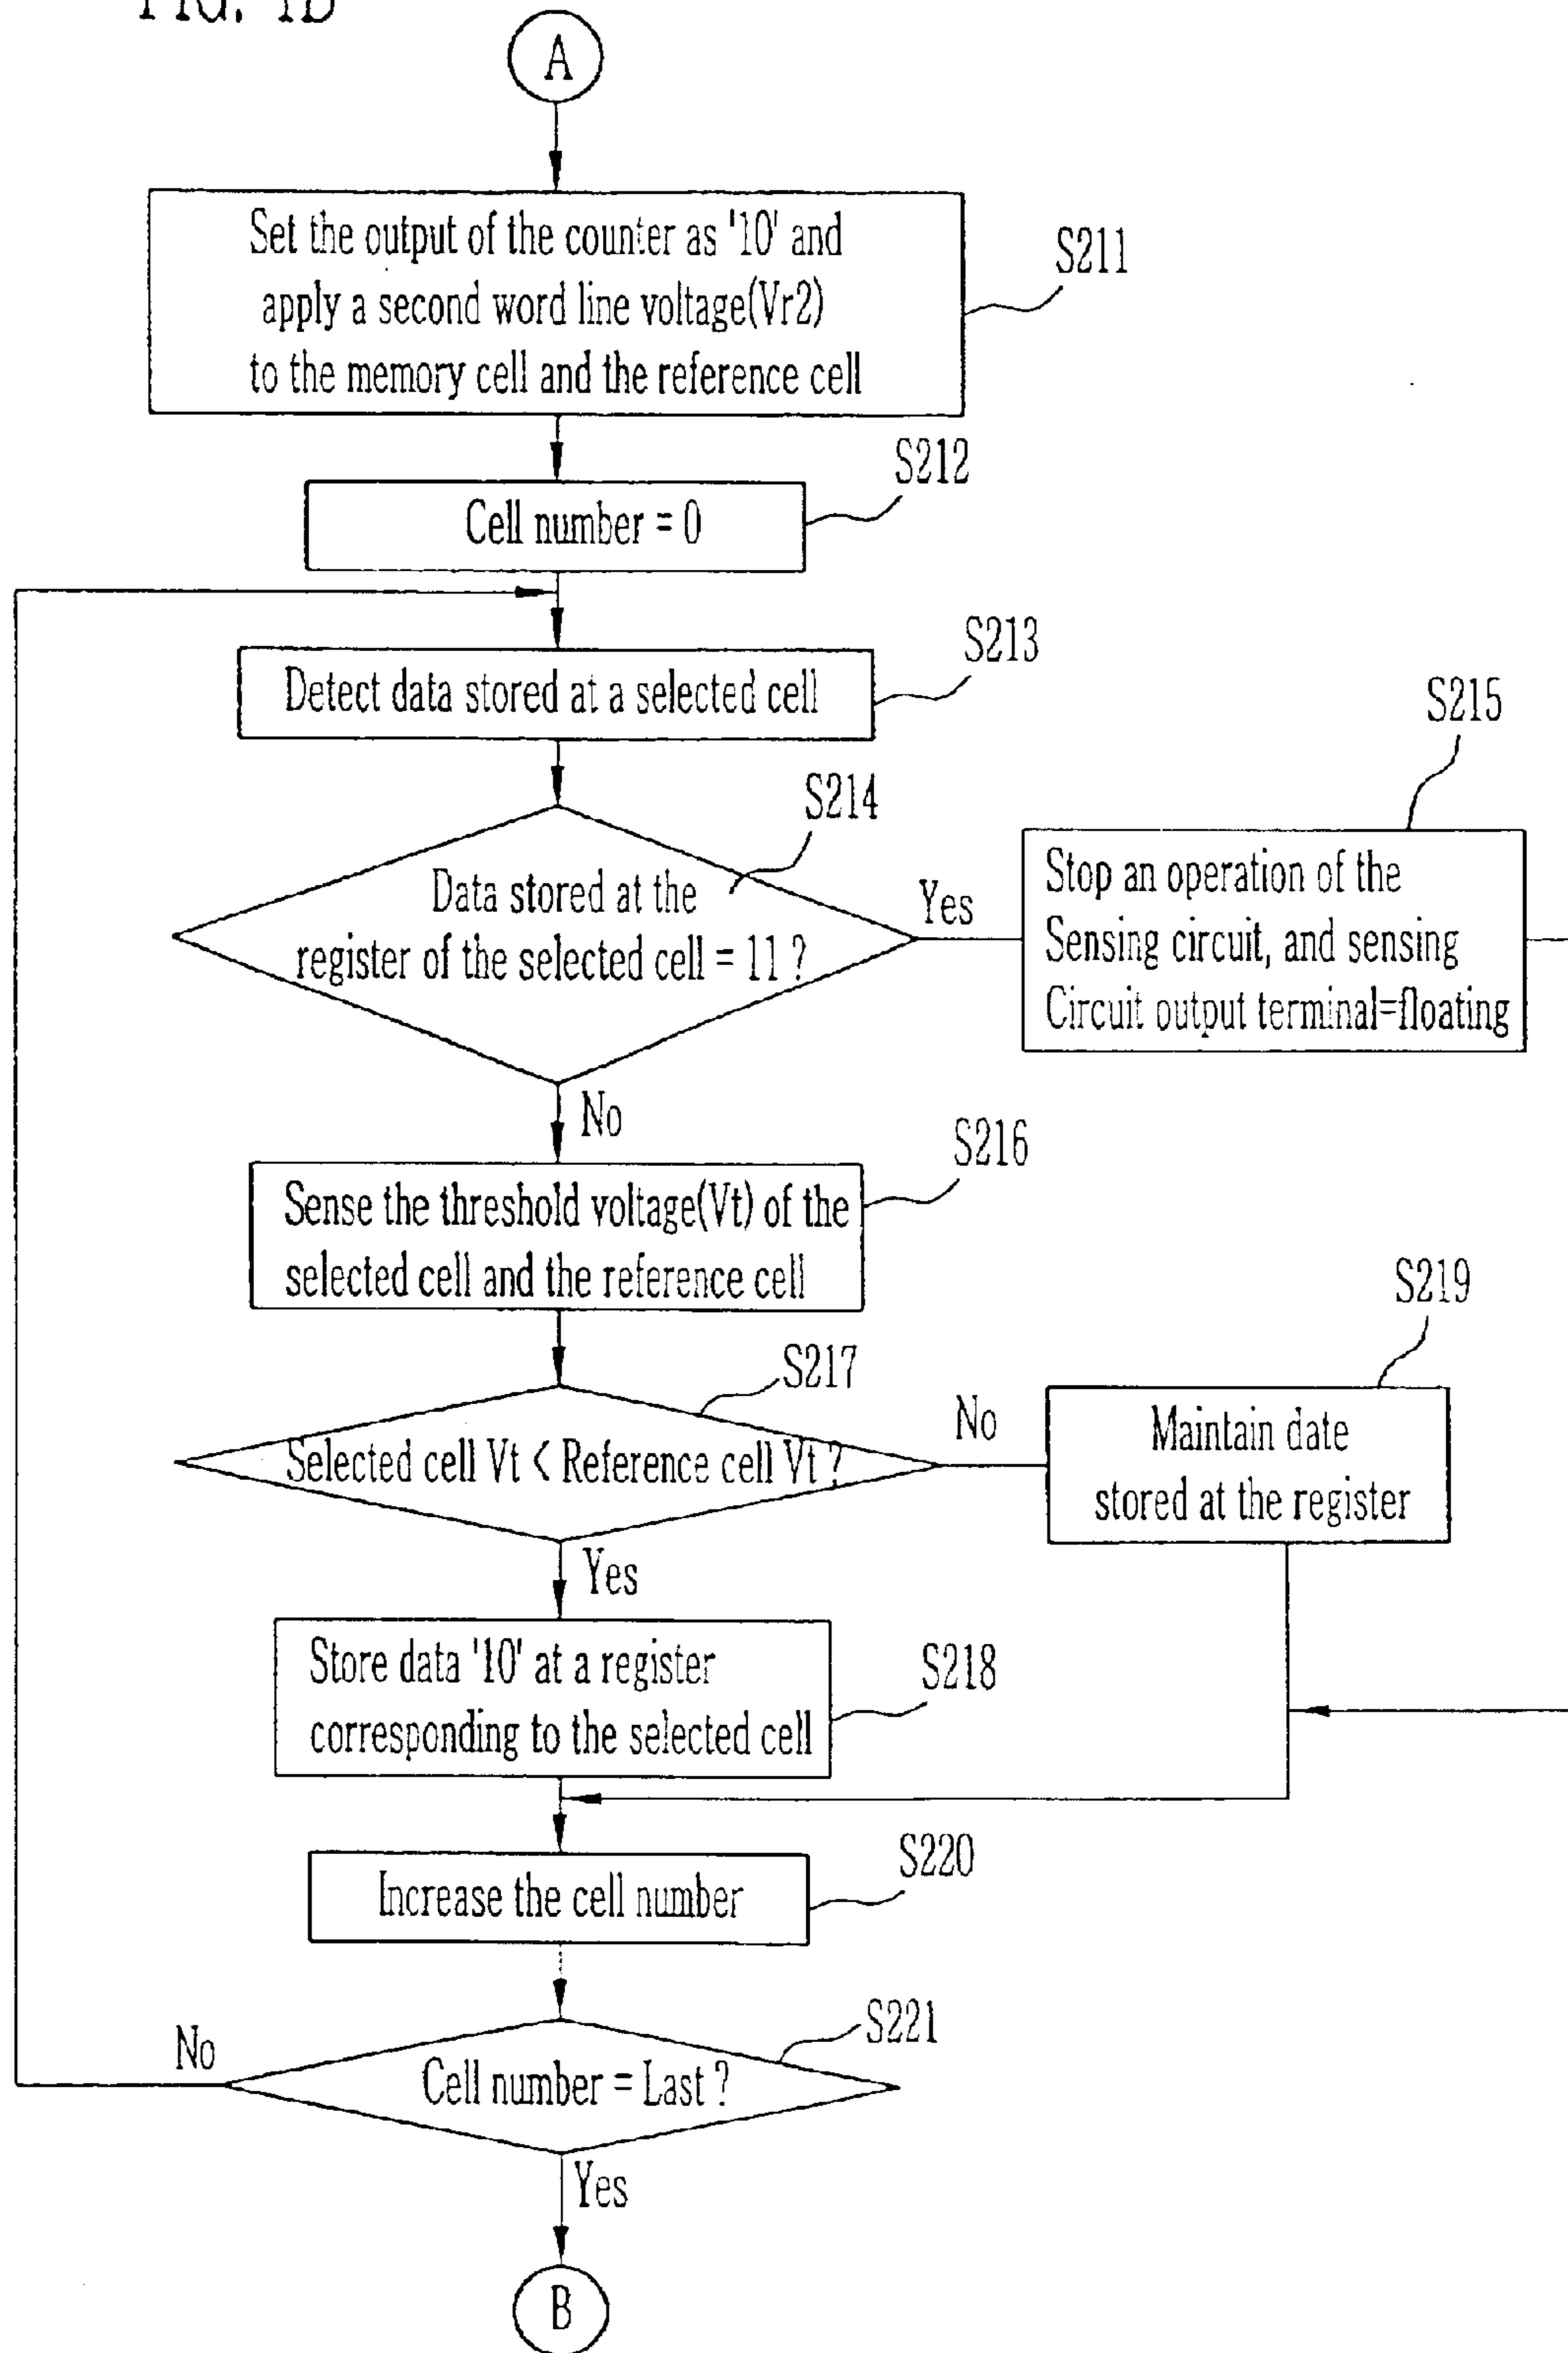 FIG. 4B
A
Set the output of the counter as '10' and
apply a second word line voltage(Vr2)
to the memory cell and the reference cell
S211
S212
Cell number = 0
S213
Detect data stored at a selected cell
S214
Data stored at the
register of the selected cell = 11 ?
Yes
S215
Stop an operation of the
Sensing circuit, and sensing
Circuit output terminal=floating
No
S216
Sense the threshold voltage(Vt) of the
selected cell and the reference cell
S217
Selected cell Vt < Reference cell Vt ?
No
S219
Maintain date
stored at the register
Yes
Store data '10' at a register
corresponding to the selected cell
S218
S220
Increase the cell number
S221
No
Cell number = Last ?
Yes
B